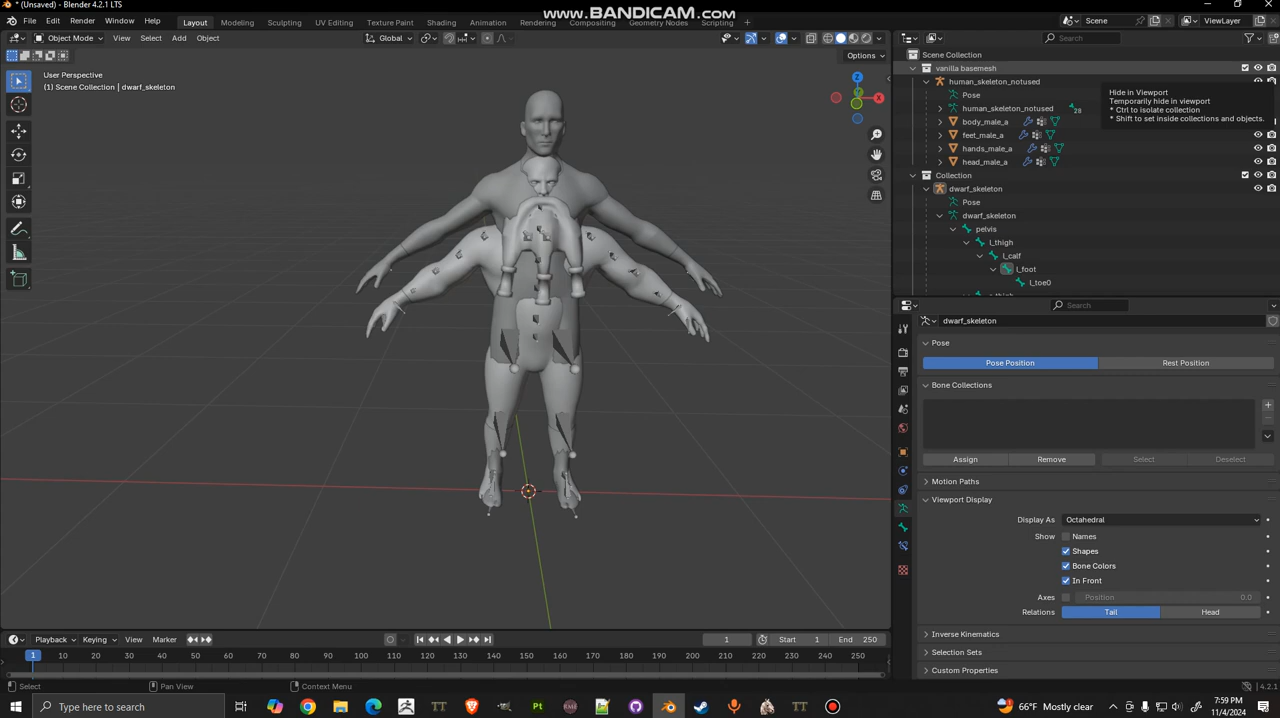 * (Unsaved) - Blender 4.2.1 LTS
www.BANDICAM.com
File Edit Render Window Help
Layout Modeling Sculpting UV Editing Texture Paint Shading Animation Rendering Compositing Geometry Nodes Scripting +
Scene ViewLayer
Object Mode View Select Add Object Global Search
Options
User Perspective
(1) Scene Collection | dwarf_skeleton
Z
X
Scene Collection
vanilla basemesh
human_skeleton_notused
Pose
human_skeleton_notused 28
body_male_a
feet_male_a
hands_male_a
head_male_a
Hide in Viewport
Temporarily hide in viewport
* Ctrl to isolate collection
* Shift to set inside collections and objects.
Collection
dwarf_skeleton
Pose
dwarf_skeleton
pelvis
l_thigh
l_calf
l_foot
l_toe0
Search
dwarf_skeleton
Pose
Pose Position Rest Position
Bone Collections
Assign Remove Select Deselect
Motion Paths
Viewport Display
Display As Octahedral
Show Names
Shapes
Bone Colors
In Front
Axes Position 0.0
Relations Tail Head
Inverse Kinematics
Selection Sets
Custom Properties
Playback Keying View Marker 1 Start 1 End 250
1 10 20 30 40 50 60 70 80 90 100 110 120 130 140 150 160 170 180 190 200 210 220 230 240 250
Select Pan View Context Menu 4.2.1
Type here to search
66°F Mostly clear
7:59 PM
11/4/2024